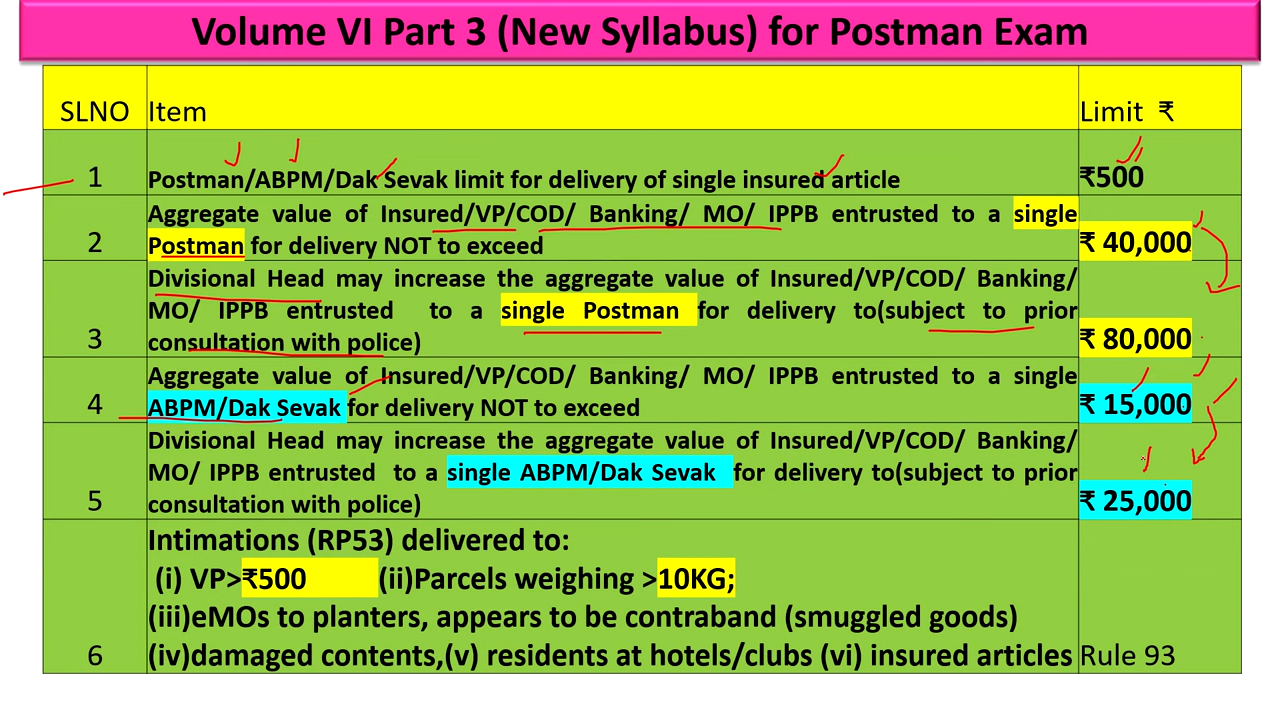 Volume VI Part 3 (New Syllabus) for Postman Exam
SLNO Item Limit ₹
1 Postman/ABPM/Dak Sevak limit for delivery of single insured article ₹500
Aggregate value of Insured/VP/COD/ Banking/ MO/ IPPB entrusted to a single
2 Postman for delivery NOT to exceed ₹ 40,000
Divisional Head may increase the aggregate value of Insured/VP/COD/ Banking/
MO/ IPPB entrusted to a single Postman for delivery to(subject to prior
3 consultation with police) ₹ 80,000
Aggregate value of Insured/VP/COD/ Banking/ MO/ IPPB entrusted to a single
4 ABPM/Dak Sevak for delivery NOT to exceed ₹ 15,000
Divisional Head may increase the aggregate value of Insured/VP/COD/ Banking/
MO/ IPPB entrusted to a single ABPM/Dak Sevak for delivery to(subject to prior
5 consultation with police) ₹ 25,000
Intimations (RP53) delivered to:
(i) VP>₹500 (ii)Parcels weighing >10KG;
(iii)eMOs to planters, appears to be contraband (smuggled goods)
6 (iv)damaged contents,(v) residents at hotels/clubs (vi) insured articles Rule 93